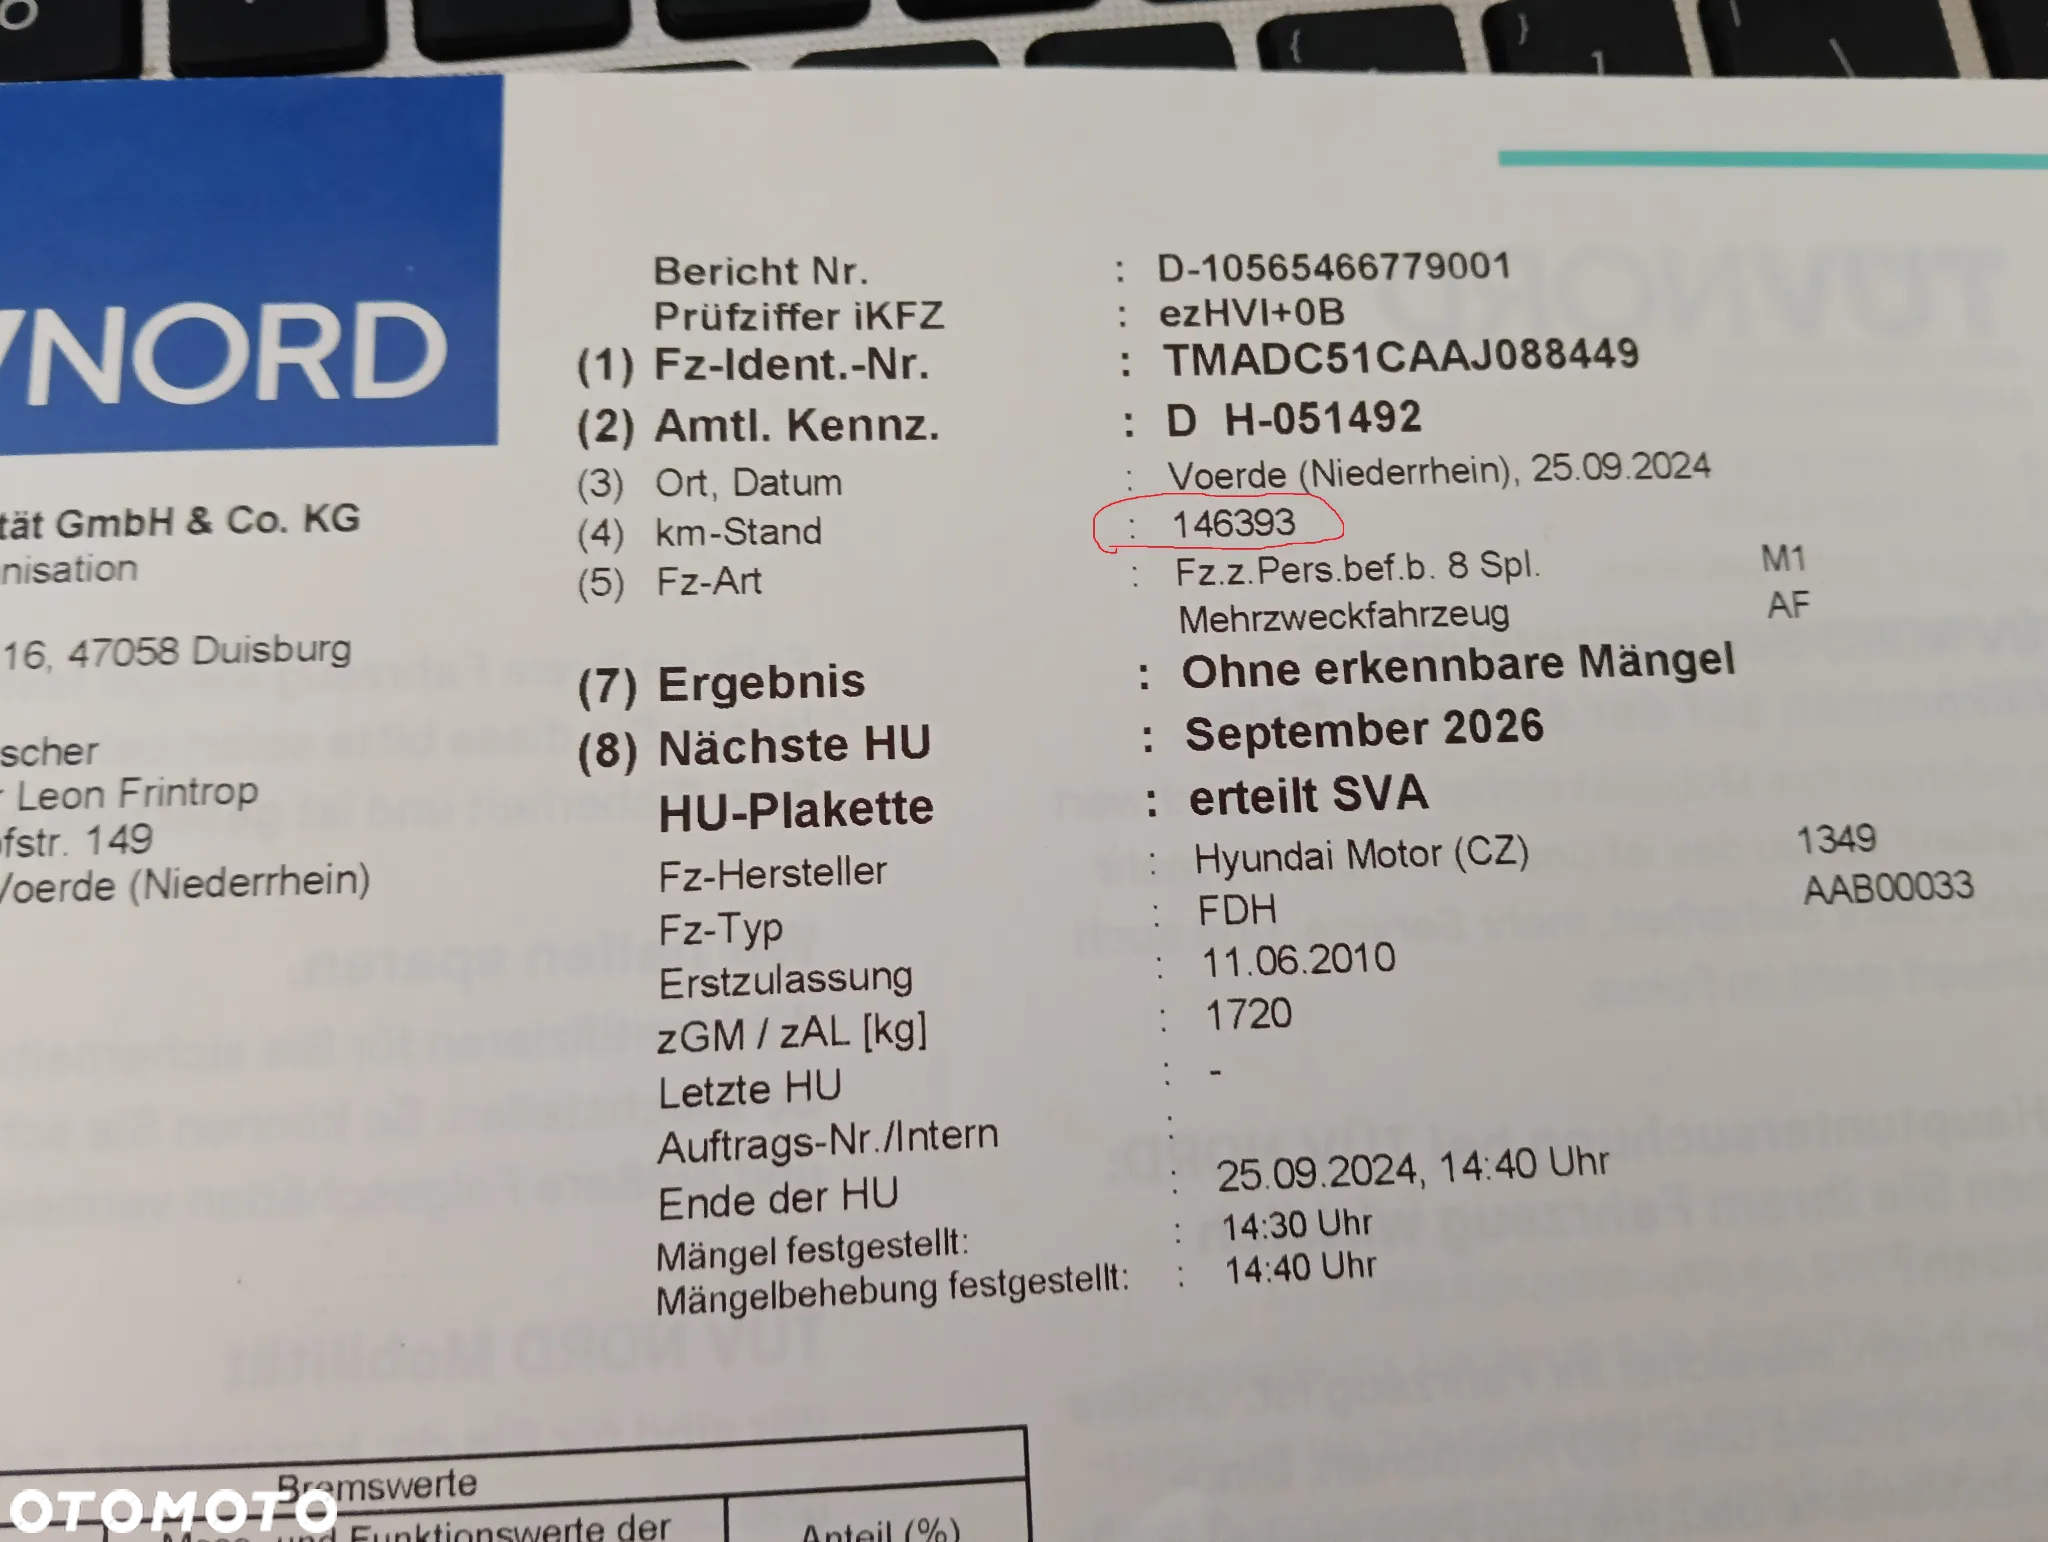 VNORD
Bericht Nr. : D-10565466779001
Prüfziffer iKFZ : ezHVI+0B
(1) Fz-Ident.-Nr. : TMADC51CAAJ088449
(2) Amtl. Kennz. : D H-051492
(3) Ort, Datum : Voerde (Niederrhein), 25.09.2024
(4) km-Stand : 146393
(5) Fz-Art : Fz.z.Pers.bef.b. 8 Spl. M1
Mehrzweckfahrzeug AF
(7) Ergebnis : Ohne erkennbare Mängel
(8) Nächste HU : September 2026
HU-Plakette : erteilt SVA
Fz-Hersteller : Hyundai Motor (CZ) 1349
Fz-Typ : FDH AAB00033
Erstzulassung : 11.06.2010
zGM / zAL [kg] : 1720
Letzte HU : -
Auftrags-Nr./Intern :
Ende der HU : 25.09.2024, 14:40 Uhr
Mängel festgestellt: : 14:30 Uhr
Mängelbehebung festgestellt: : 14:40 Uhr
tät GmbH & Co. KG
nisation
16, 47058 Duisburg
scher
Leon Frintrop
fstr. 149
Voerde (Niederrhein)
Bremswerte
und Funktionswerte der
Anteil (%)
OTOMOTO